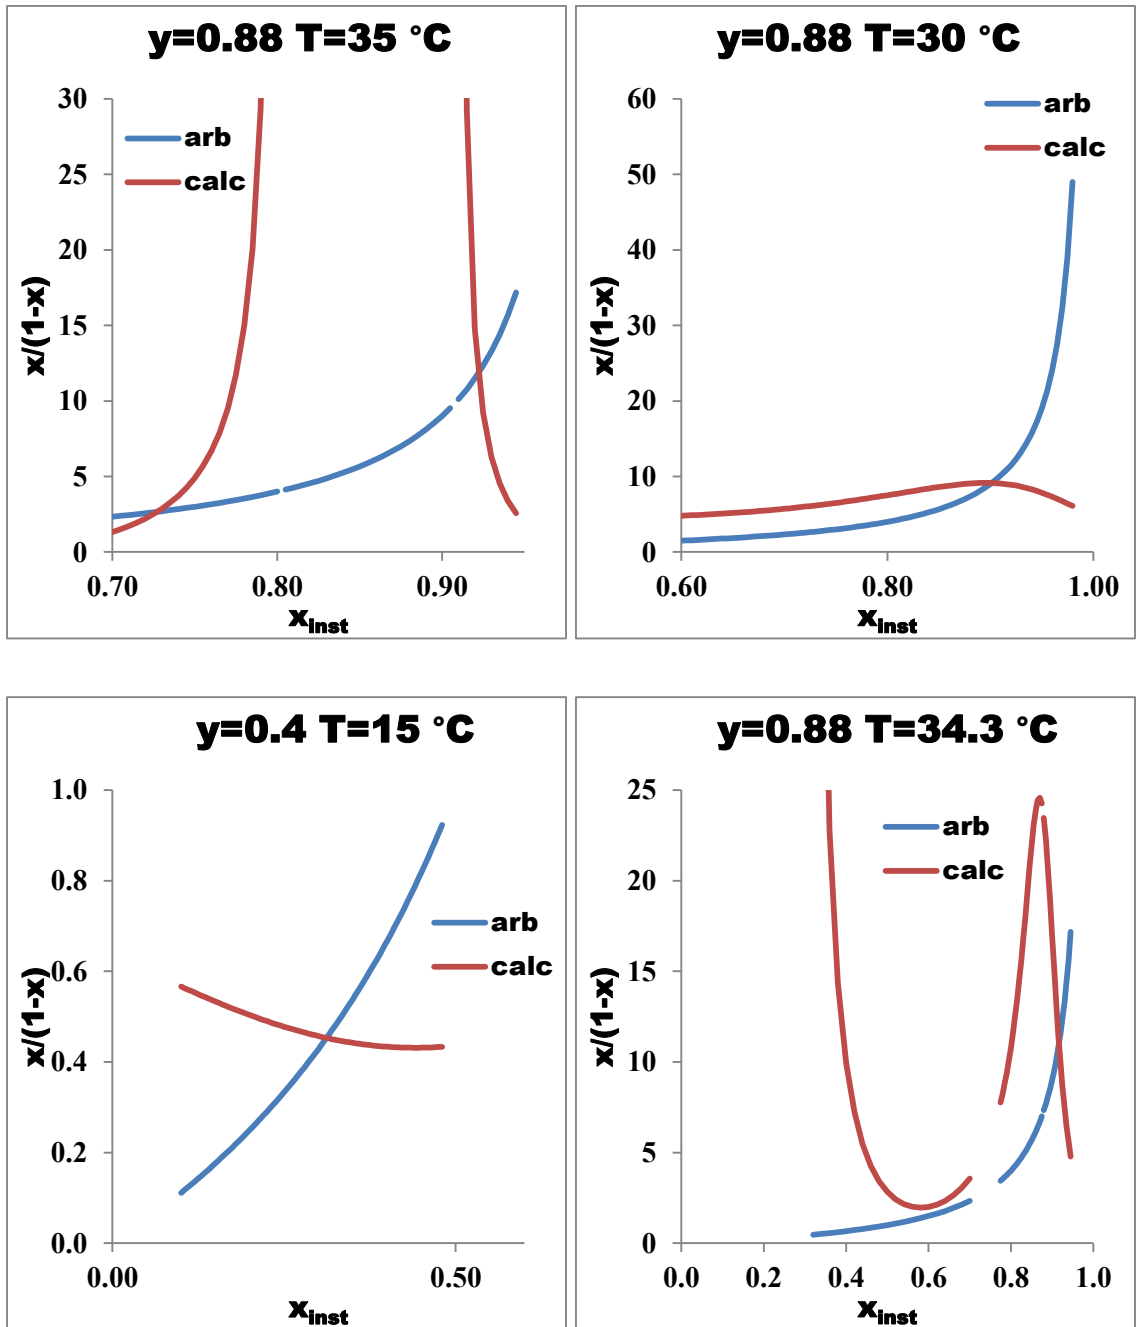 y=0.88 T=35 °C
30
25
20
15
10
5
0
x/(1-x)
arb
calc
0.70
0.80
0.90
xinst
y=0.88 T=30 °C
60
50
40
30
20
10
0
x/(1-x)
arb
calc
0.60
0.80
1.00
xinst
y=0.4 T=15 °C
1.0
0.8
0.6
0.4
0.2
0.0
x/(1-x)
arb
calc
0.00
0.50
xinst
y=0.88 T=34.3 °C
25
20
15
10
5
0
x/(1-x)
arb
calc
0.0
0.2
0.4
0.6
0.8
1.0
xinst